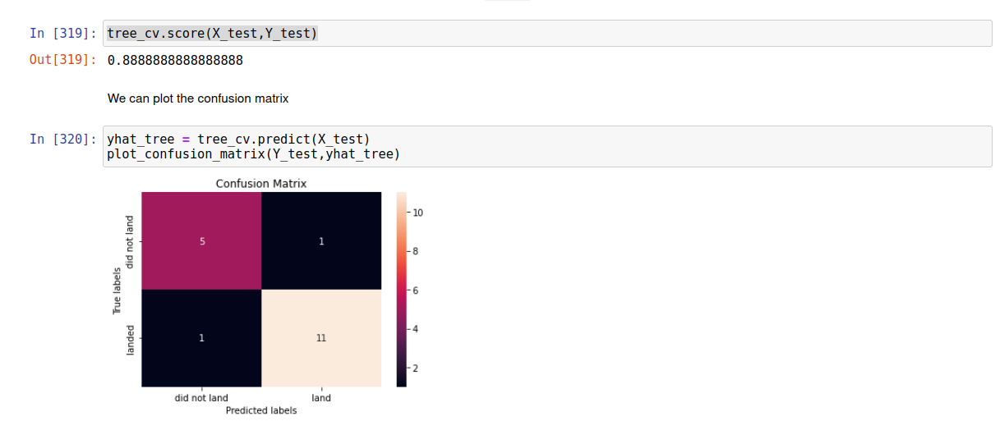 In [319]: tree_cv.score(X_test,Y_test)
Out[319]: 0.8888888888888888
We can plot the confusion matrix
In [320]: yhat_tree = tree_cv.predict(X_test)
plot_confusion_matrix(Y_test,yhat_tree)
Confusion Matrix
True labels
did not land
landed
5
1
1
11
did not land
land
Predicted labels
10
8
6
4
2